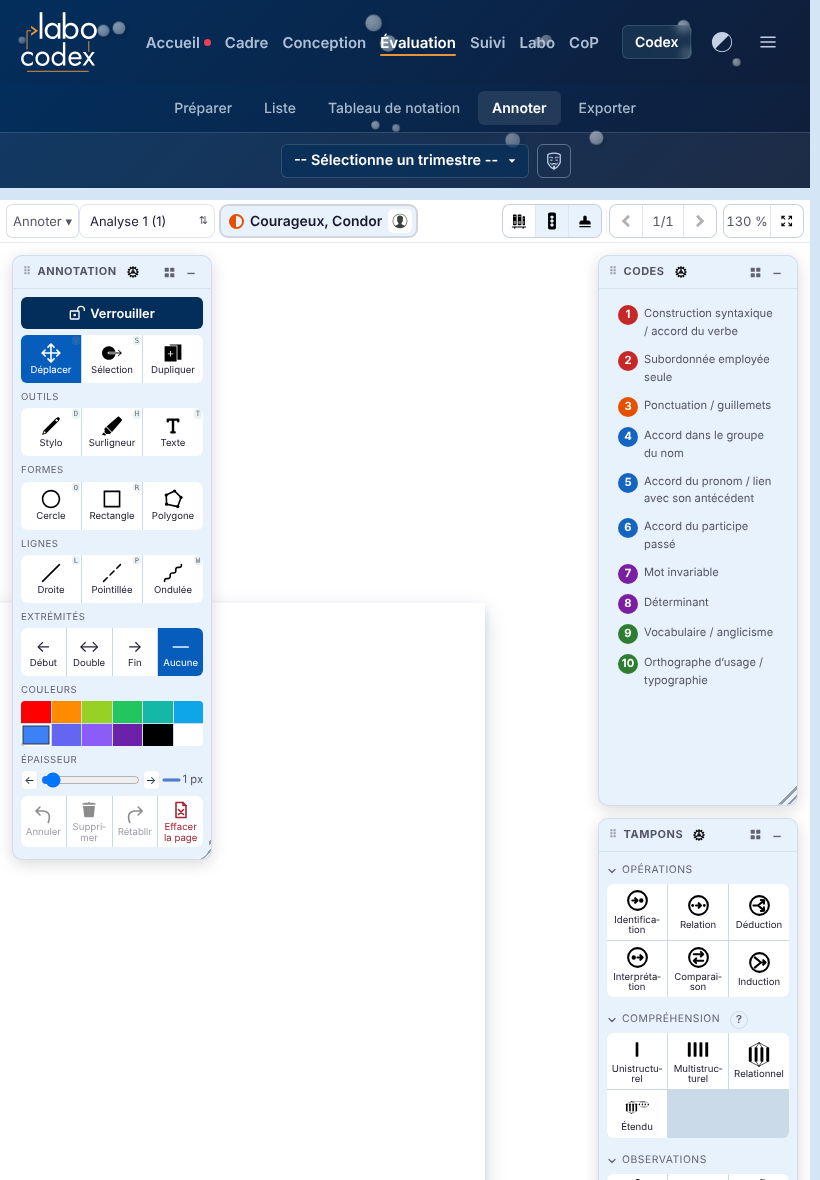 labo
codex
Accueil Cadre Conception Évaluation Suivi Labo CoP Codex
Préparer Liste Tableau de notation Annoter Exporter
-- Sélectionne un trimestre --
Annoter ▾ Analyse 1 (1) Courageux, Condor 1/1 130 %
ANNOTATION
Verrouiller
S
Déplacer Sélection Dupliquer
OUTILS
D H T
Stylo Surligneur Texte
FORMES
O R
Cercle Rectangle Polygone
LIGNES
L P W
Droite Pointillée Ondulée
EXTRÉMITÉS
Début Double Fin Aucune
COULEURS
ÉPAISSEUR
1 px
Annuler Suppri-
mer Rétablir Effacer
la page
CODES
1 Construction syntaxique
/ accord du verbe
2 Subordonnée employée
seule
3 Ponctuation / guillemets
4 Accord dans le groupe
du nom
5 Accord du pronom / lien
avec son antécédent
6 Accord du participe
passé
7 Mot invariable
8 Déterminant
9 Vocabulaire / anglicisme
10 Orthographe d’usage /
typographie
TAMPONS
OPÉRATIONS
Identifica-
tion Relation Déduction
Interpréta-
tion Comparai-
son Induction
COMPRÉHENSION ?
Unistructu-
rel Multistruc-
turel Relationnel
Étendu
OBSERVATIONS